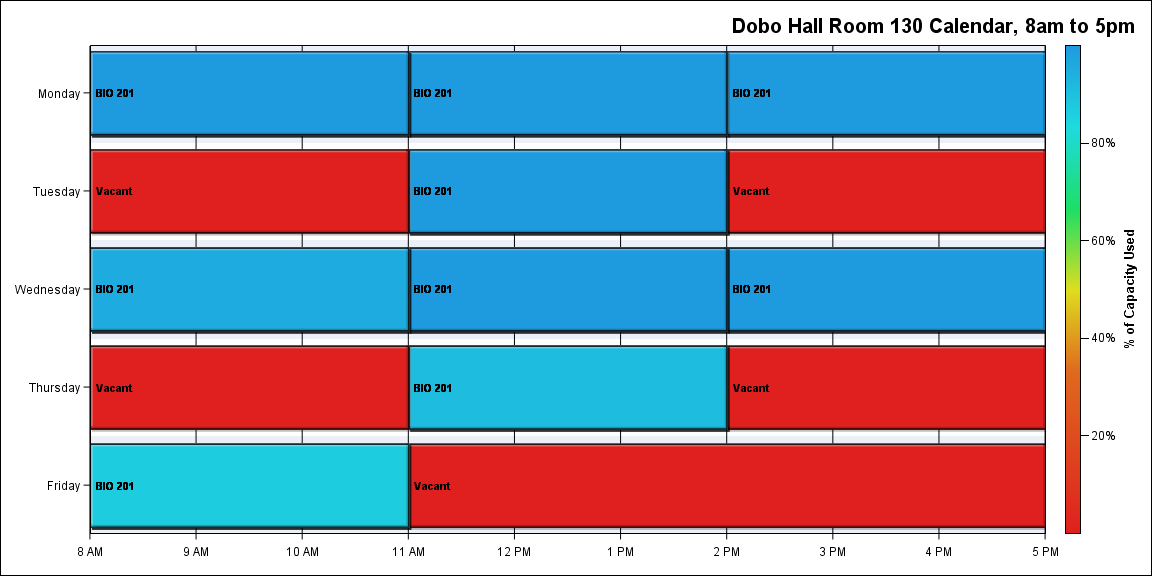 Dobo Hall Room 130 Calendar, 8am to 5pm
Monday
BIO 201
BIO 201
BIO 201
80%
Tuesday
Vacant
BIO 201
Vacant
60%
% of Capacity Used
Wednesday
BIO 201
BIO 201
BIO 201
40%
Thursday
Vacant
BIO 201
Vacant
20%
Friday
BIO 201
Vacant
8 AM
9 AM
10 AM
11 AM
12 PM
1 PM
2 PM
3 PM
4 PM
5 PM